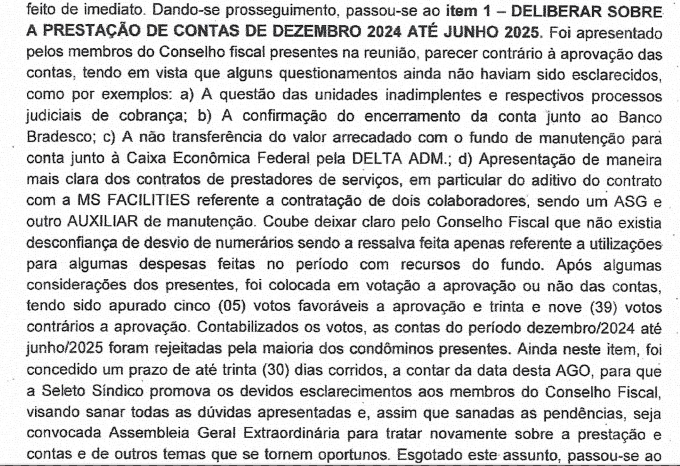 feito de imediato. Dando-se prosseguimento, passou-se ao item 1 – DELIBERAR SOBRE
A PRESTAÇÃO DE CONTAS DE DEZEMBRO 2024 ATÉ JUNHO 2025. Foi apresentado
pelos membros do Conselho fiscal presentes na reunião, parecer contrário à aprovação das
contas, tendo em vista que alguns questionamentos ainda não haviam sido esclarecidos,
como por exemplos: a) A questão das unidades inadimplentes e respectivos processos
judiciais de cobrança; b) A confirmação do encerramento da conta junto ao Banco
Bradesco; c) A não transferência do valor arrecadado com o fundo de manutenção para
conta junto à Caixa Econômica Federal pela DELTA ADM.; d) Apresentação de maneira
mais clara dos contratos de prestadores de serviços, em particular do aditivo do contrato
com a MS FACILITIES referente a contratação de dois colaboradores, sendo um ASG e
outro AUXILIAR de manutenção. Coube deixar claro pelo Conselho Fiscal que não existia
desconfiança de desvio de numerários sendo a ressalva feita apenas referente a utilizações
para algumas despesas feitas no período com recursos do fundo. Após algumas
considerações dos presentes, foi colocada em votação a aprovação ou não das contas,
tendo sido apurado cinco (05) votos favoráveis a aprovação e trinta e nove (39) votos
contrários a aprovação. Contabilizados os votos, as contas do período dezembro/2024 até
junho/2025 foram rejeitadas pela maioria dos condôminos presentes. Ainda neste item, foi
concedido um prazo de até trinta (30) dias corridos, a contar da data desta AGO, para que
a Seleto Síndico promova os devidos esclarecimentos aos membros do Conselho Fiscal,
visando sanar todas as dúvidas apresentadas e, assim que sanadas as pendências, seja
convocada Assembleia Geral Extraordinária para tratar novamente sobre a prestação e
contas e de outros temas que se tornem oportunos. Esgotado este assunto, passou-se ao